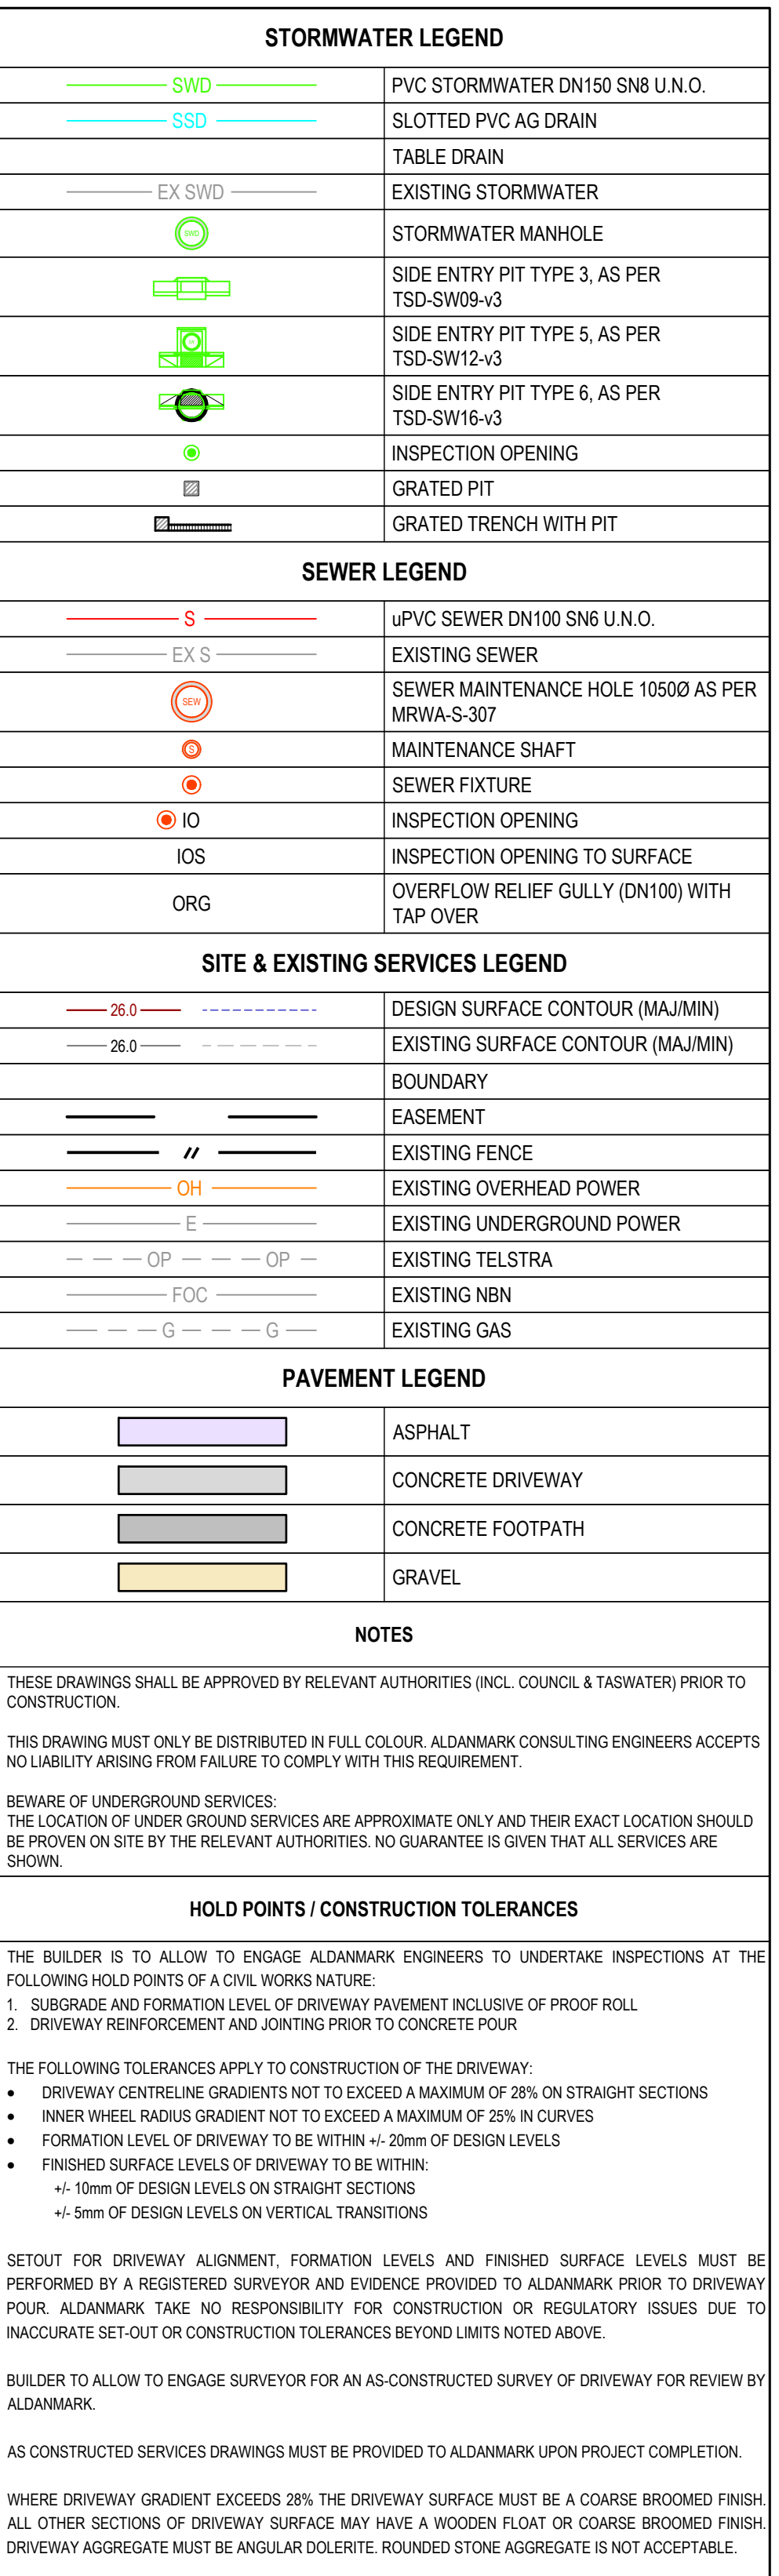 STORMWATER LEGEND
SWD PVC STORMWATER DN150 SN8 U.N.O.
SSD SLOTTED PVC AG DRAIN
TABLE DRAIN
EX SWD EXISTING STORMWATER
SWD STORMWATER MANHOLE
SIDE ENTRY PIT TYPE 3, AS PER
TSD-SW09-v3
SIDE ENTRY PIT TYPE 5, AS PER
TSD-SW12-v3
SIDE ENTRY PIT TYPE 6, AS PER
TSD-SW16-v3
INSPECTION OPENING
GRATED PIT
GRATED TRENCH WITH PIT
SEWER LEGEND
S uPVC SEWER DN100 SN6 U.N.O.
EX S EXISTING SEWER
SEW SEWER MAINTENANCE HOLE 1050Ø AS PER
MRWA-S-307
S MAINTENANCE SHAFT
SEWER FIXTURE
IO INSPECTION OPENING
IOS INSPECTION OPENING TO SURFACE
ORG OVERFLOW RELIEF GULLY (DN100) WITH
TAP OVER
SITE & EXISTING SERVICES LEGEND
26.0 DESIGN SURFACE CONTOUR (MAJ/MIN)
26.0 EXISTING SURFACE CONTOUR (MAJ/MIN)
BOUNDARY
EASEMENT
// EXISTING FENCE
OH EXISTING OVERHEAD POWER
E EXISTING UNDERGROUND POWER
OP OP EXISTING TELSTRA
FOC EXISTING NBN
G G EXISTING GAS
PAVEMENT LEGEND
ASPHALT
CONCRETE DRIVEWAY
CONCRETE FOOTPATH
GRAVEL
NOTES
THESE DRAWINGS SHALL BE APPROVED BY RELEVANT AUTHORITIES (INCL. COUNCIL & TASWATER) PRIOR TO
CONSTRUCTION.
THIS DRAWING MUST ONLY BE DISTRIBUTED IN FULL COLOUR. ALDANMARK CONSULTING ENGINEERS ACCEPTS
NO LIABILITY ARISING FROM FAILURE TO COMPLY WITH THIS REQUIREMENT.
BEWARE OF UNDERGROUND SERVICES:
THE LOCATION OF UNDER GROUND SERVICES ARE APPROXIMATE ONLY AND THEIR EXACT LOCATION SHOULD
BE PROVEN ON SITE BY THE RELEVANT AUTHORITIES. NO GUARANTEE IS GIVEN THAT ALL SERVICES ARE
SHOWN.
HOLD POINTS / CONSTRUCTION TOLERANCES
THE BUILDER IS TO ALLOW TO ENGAGE ALDANMARK ENGINEERS TO UNDERTAKE INSPECTIONS AT THE
FOLLOWING HOLD POINTS OF A CIVIL WORKS NATURE:
1. SUBGRADE AND FORMATION LEVEL OF DRIVEWAY PAVEMENT INCLUSIVE OF PROOF ROLL
2. DRIVEWAY REINFORCEMENT AND JOINTING PRIOR TO CONCRETE POUR
THE FOLLOWING TOLERANCES APPLY TO CONSTRUCTION OF THE DRIVEWAY:
• DRIVEWAY CENTRELINE GRADIENTS NOT TO EXCEED A MAXIMUM OF 28% ON STRAIGHT SECTIONS
• INNER WHEEL RADIUS GRADIENT NOT TO EXCEED A MAXIMUM OF 25% IN CURVES
• FORMATION LEVEL OF DRIVEWAY TO BE WITHIN +/- 20mm OF DESIGN LEVELS
• FINISHED SURFACE LEVELS OF DRIVEWAY TO BE WITHIN:
+/- 10mm OF DESIGN LEVELS ON STRAIGHT SECTIONS
+/- 5mm OF DESIGN LEVELS ON VERTICAL TRANSITIONS
SETOUT FOR DRIVEWAY ALIGNMENT, FORMATION LEVELS AND FINISHED SURFACE LEVELS MUST BE
PERFORMED BY A REGISTERED SURVEYOR AND EVIDENCE PROVIDED TO ALDANMARK PRIOR TO DRIVEWAY
POUR. ALDANMARK TAKE NO RESPONSIBILITY FOR CONSTRUCTION OR REGULATORY ISSUES DUE TO
INACCURATE SET-OUT OR CONSTRUCTION TOLERANCES BEYOND LIMITS NOTED ABOVE.
BUILDER TO ALLOW TO ENGAGE SURVEYOR FOR AN AS-CONSTRUCTED SURVEY OF DRIVEWAY FOR REVIEW BY
ALDANMARK.
AS CONSTRUCTED SERVICES DRAWINGS MUST BE PROVIDED TO ALDANMARK UPON PROJECT COMPLETION.
WHERE DRIVEWAY GRADIENT EXCEEDS 28% THE DRIVEWAY SURFACE MUST BE A COARSE BROOMED FINISH.
ALL OTHER SECTIONS OF DRIVEWAY SURFACE MAY HAVE A WOODEN FLOAT OR COARSE BROOMED FINISH.
DRIVEWAY AGGREGATE MUST BE ANGULAR DOLERITE. ROUNDED STONE AGGREGATE IS NOT ACCEPTABLE.